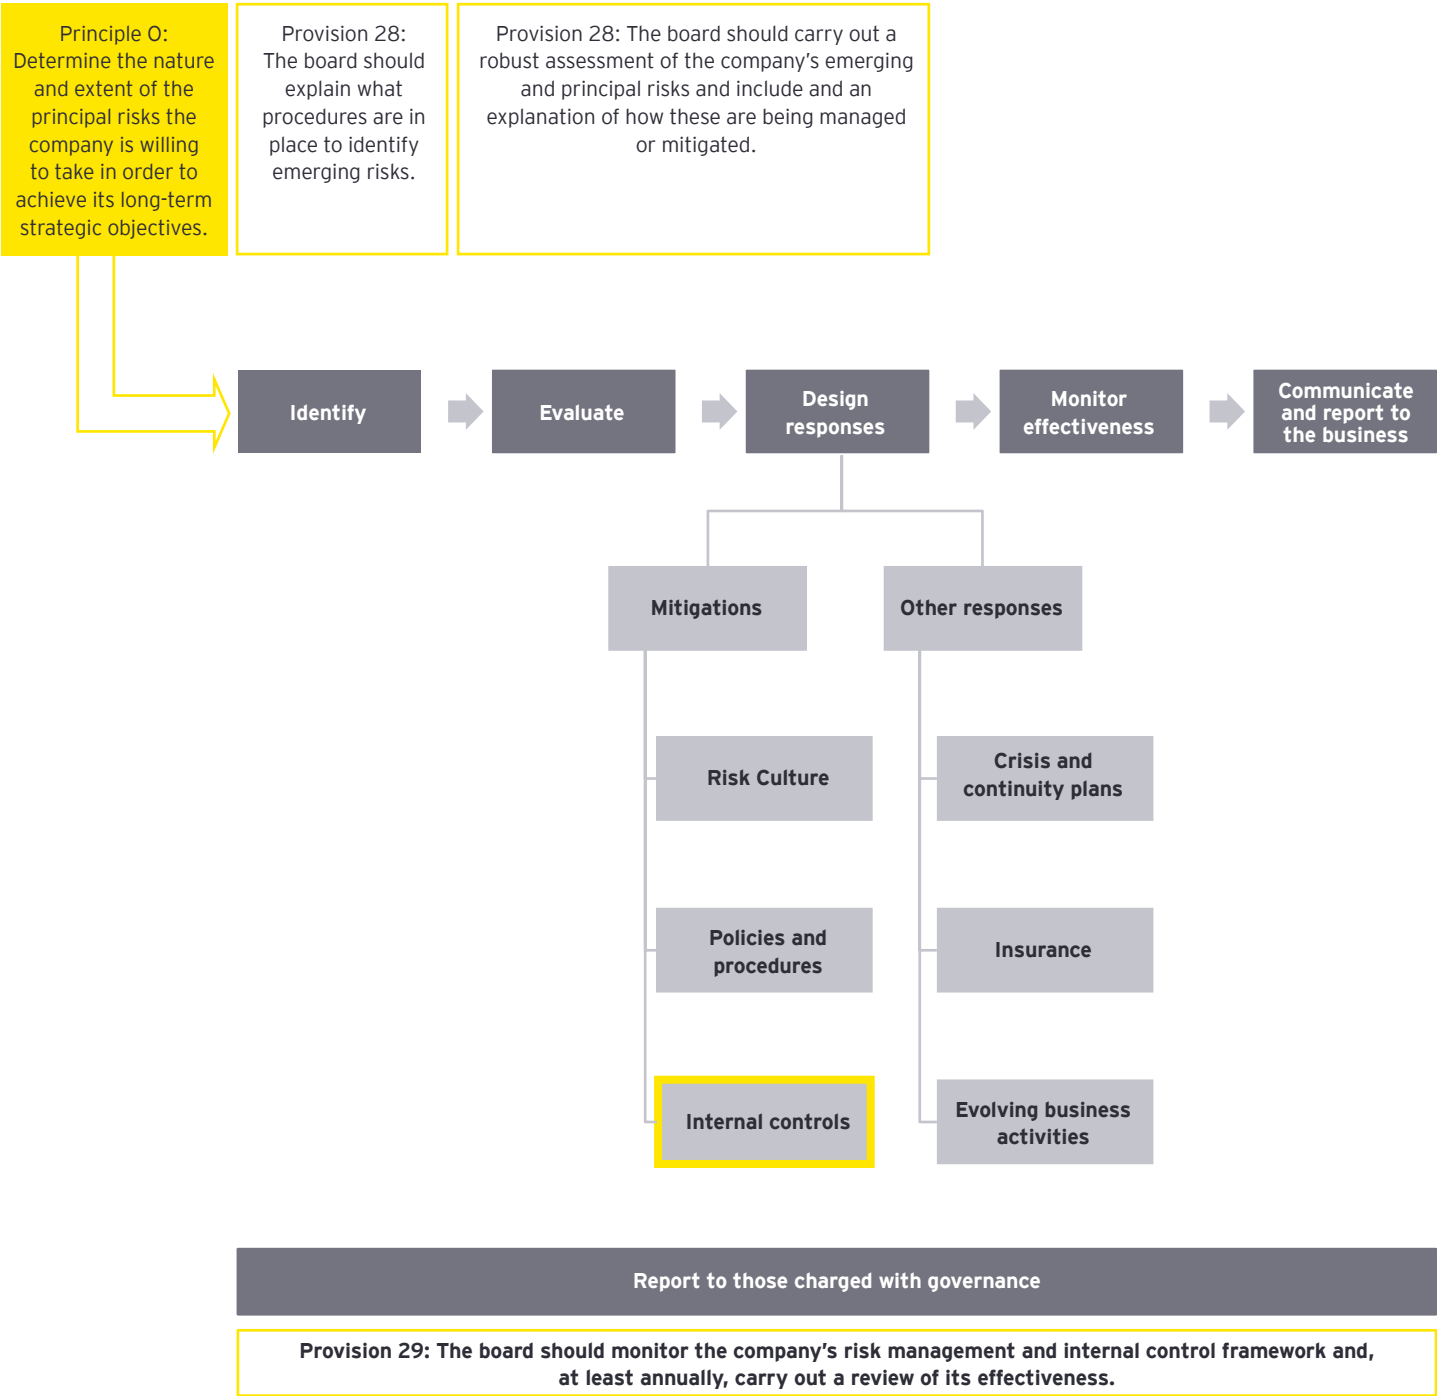 Principle O:
Determine the nature
and extent of the
principal risks the
company is willing
to take in order to
achieve its long-term
strategic objectives.
Provision 28:
The board should
explain what
procedures are in
place to identify
emerging risks.
Provision 28: The board should carry out a
robust assessment of the company’s emerging
and principal risks and include and an
explanation of how these are being managed
or mitigated.
Identify
Evaluate
Design
responses
Monitor
effectiveness
Communicate
and report to
the business
Mitigations
Other responses
Risk Culture
Crisis and
continuity plans
Policies and
procedures
Insurance
Internal controls
Evolving business
activities
Report to those charged with governance
Provision 29: The board should monitor the company’s risk management and internal control framework and,
at least annually, carry out a review of its effectiveness.